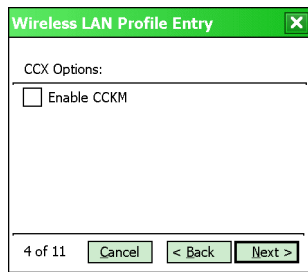 Wireless LAN Profile Entry
CCX Options:
Enable CCKM
4 of 11 Cancel < Back Next >